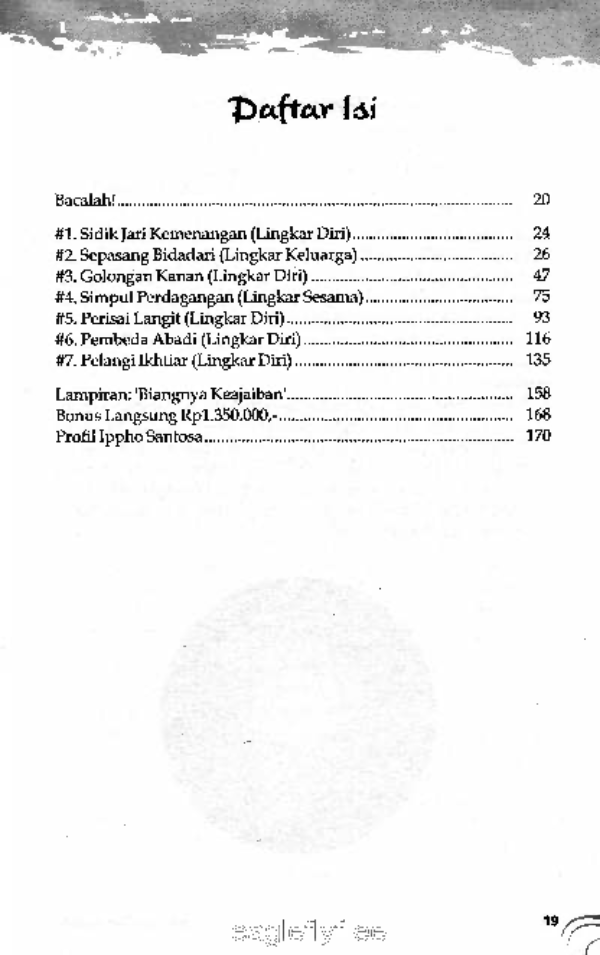 Daftar Isi
Bacalah! 20
#1. Sidik Jari Kemenangan (Lingkar Diri) 24
#2. Sepasang Bidadari (Lingkar Keluarga) 26
#3. Golongan Kanan (Lingkar Diri) 47
#4. Simpul Perdagangan (Lingkar Sesama) 75
#5. Perisai Langit (Lingkar Diri) 93
#6. Pembeda Abadi (Lingkar Diri) 116
#7. Pelangi Ikhtiar (Lingkar Diri) 135
Lampiran: 'Biangnya Keajaiban' 158
Bonus Langsung Rp1.350.000,- 168
Profil Ippho Santosa 170
19